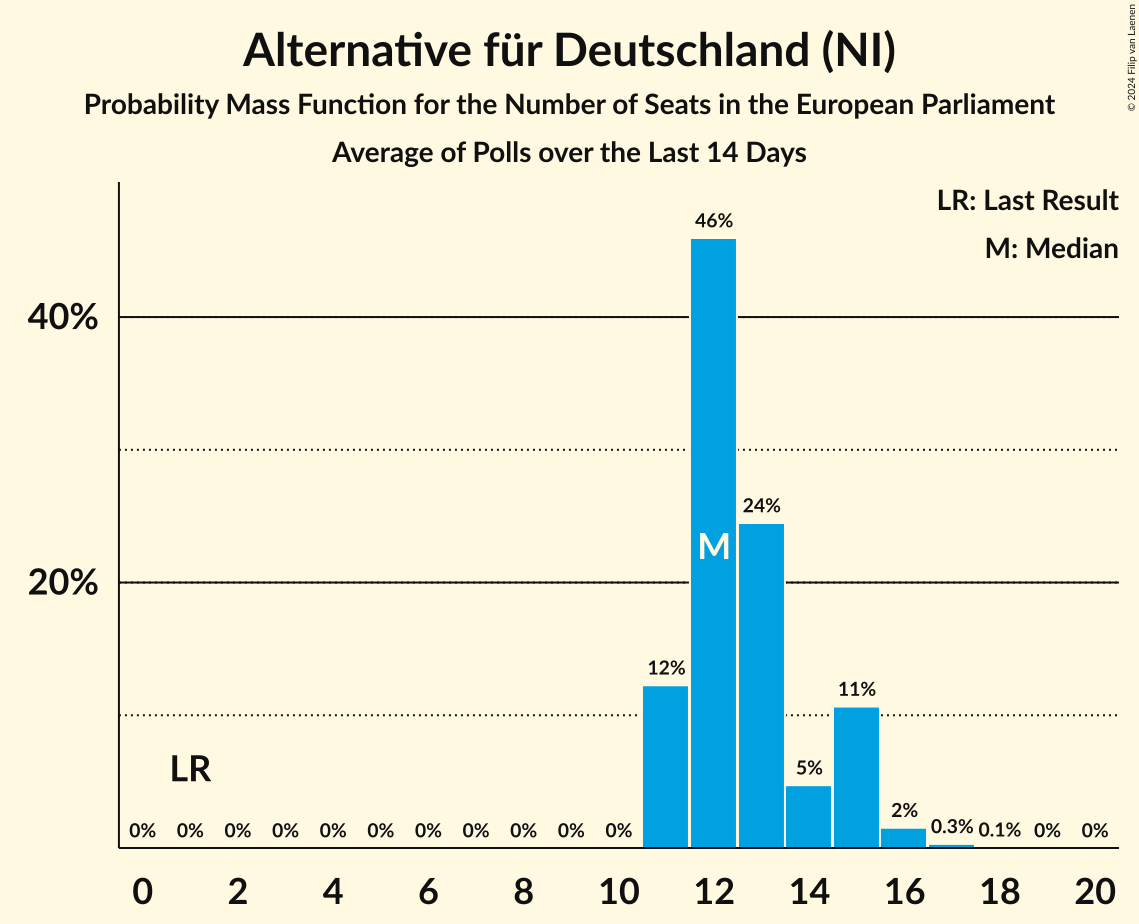 Alternative für Deutschland (NI)
Probability Mass Function for the Number of Seats in the European Parliament
Average of Polls over the Last 14 Days
© 2024 Filip van Laenen
LR: Last Result
M: Median
46%
40%
24%
M
20%
12%
11%
LR
5%
2%
0% 0% 0% 0% 0% 0% 0% 0% 0% 0% 0% 0.3% 0.1% 0% 0%
0 2 4 6 8 10 12 14 16 18 20